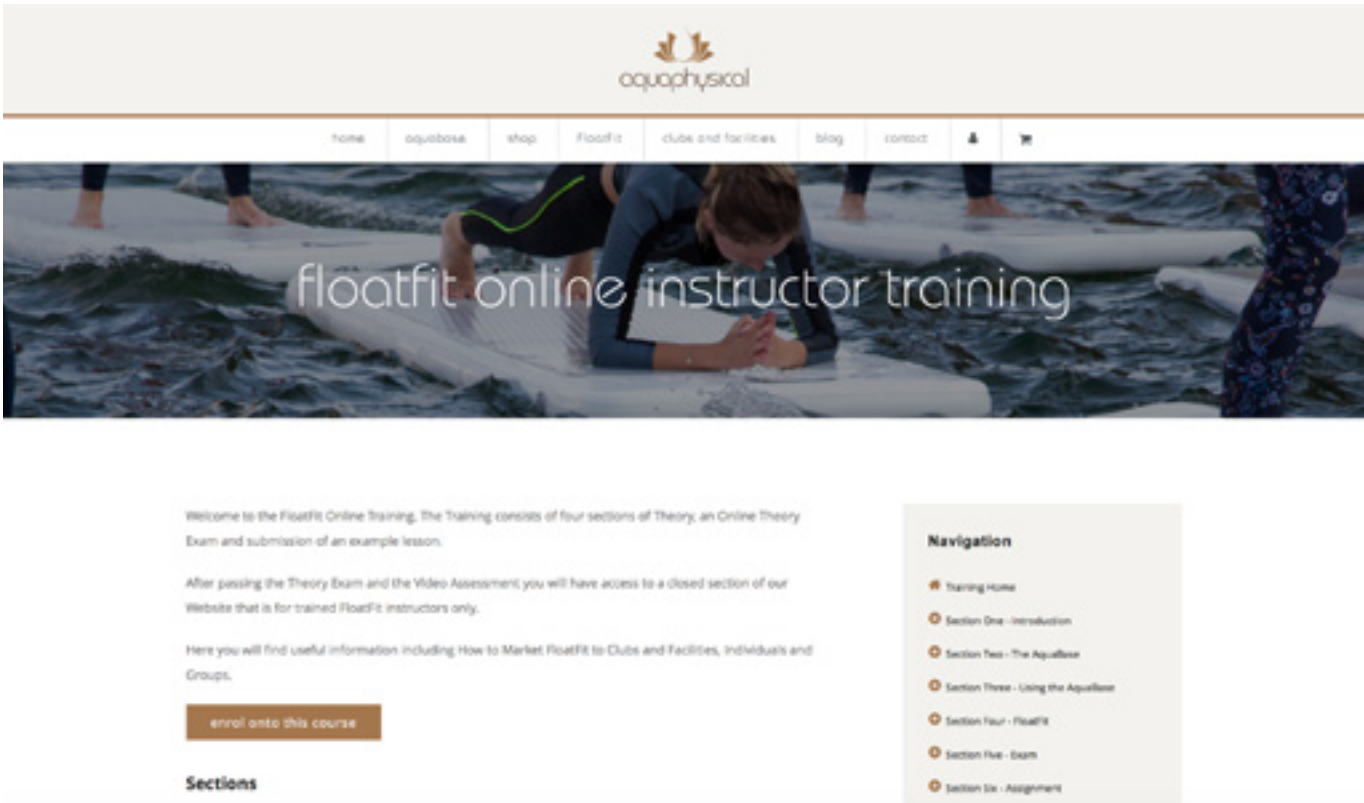 aquaphysical
home aquabase shop FloatFit clubs and facilities blog contact
floatfit online instructor training
Welcome to the FloatFit Online Training, The Training consists of four sections of Theory, an Online Theory
Exam and submission of an example lesson.
After passing the Theory Exam and the Video Assessment you will have access to a closed section of our
Website that is for trained FloatFit instructors only.
Here you will find useful information including How to Market FloatFit to Clubs and Facilities, Individuals and
Groups.
enrol onto this course
Sections
Navigation
Training Home
Section One - Introduction
Section Two - The AquaBase
Section Three - Using the AquaBase
Section Four - FloatFit
Section Five - Exam
Section Six - Assignment